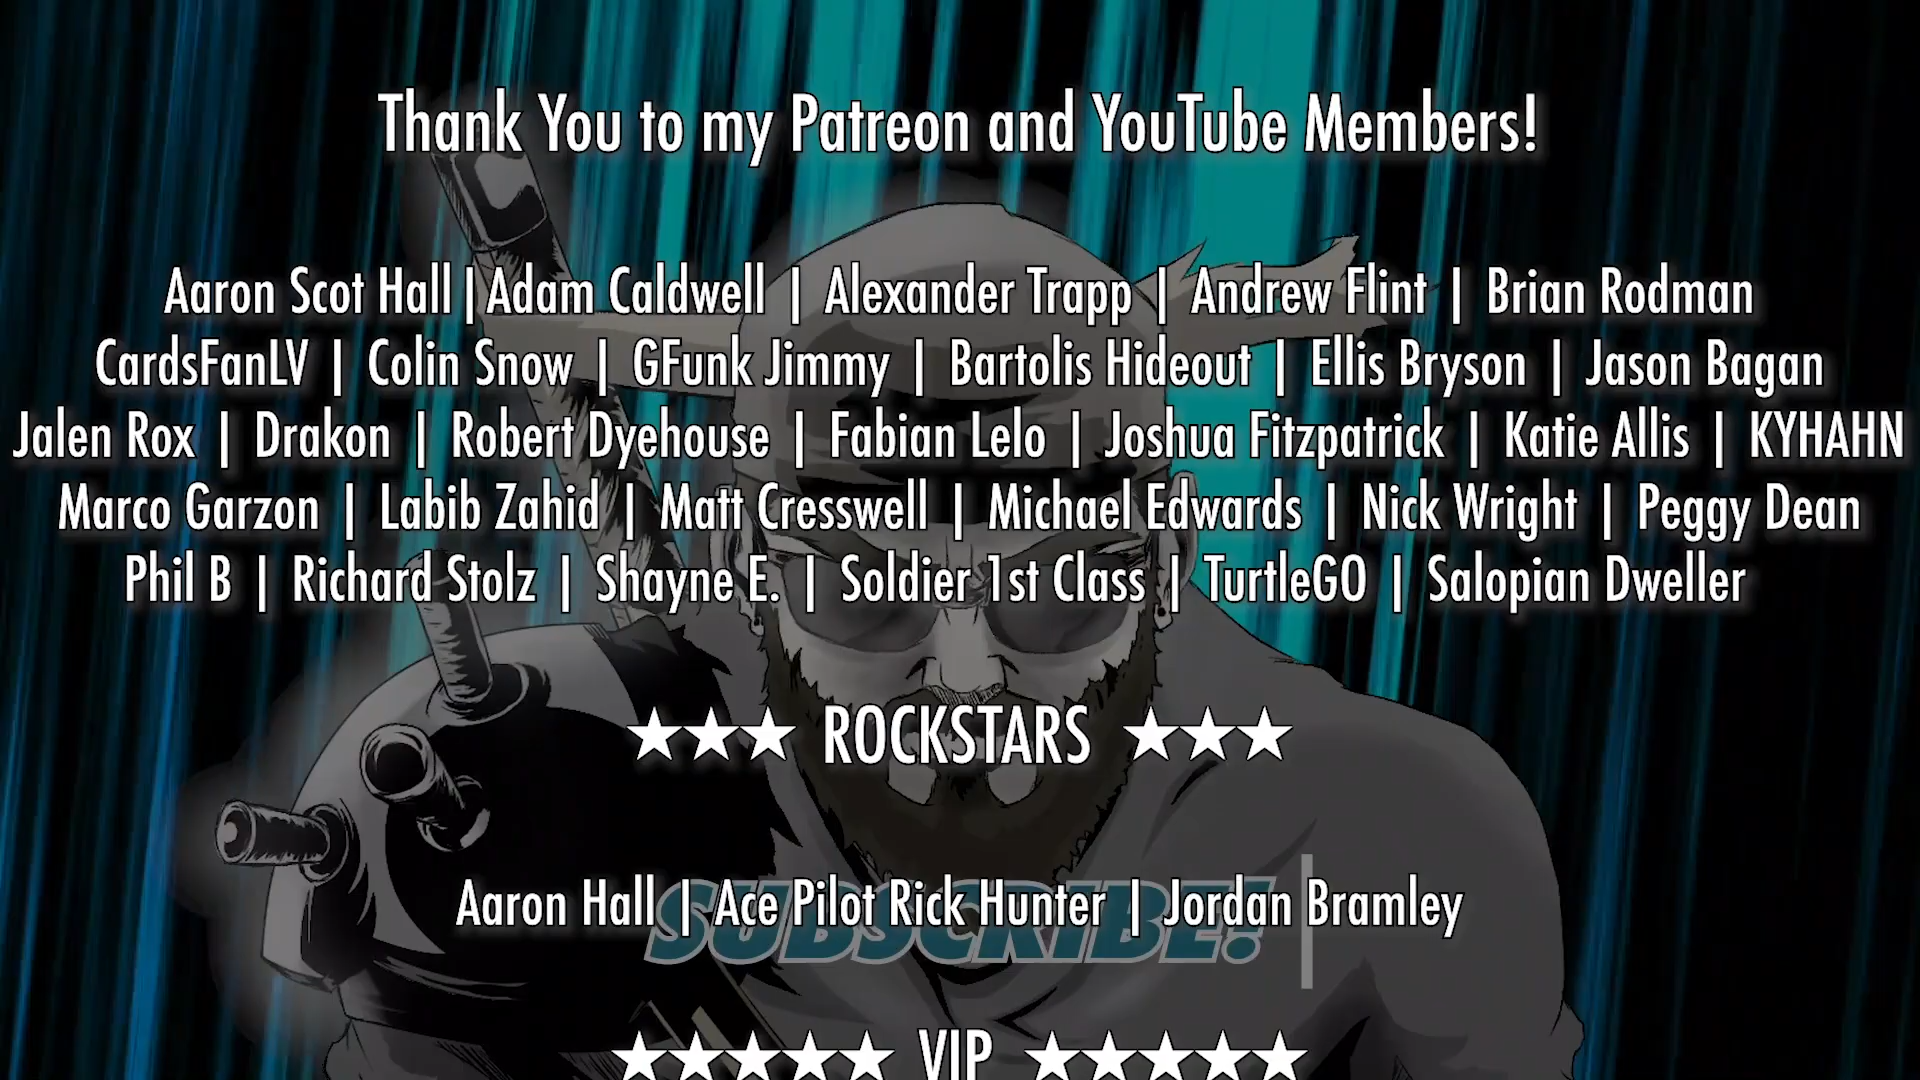 Thank You to my Patreon and YouTube Members!
Aaron Scot Hall | Adam Caldwell | Alexander Trapp | Andrew Flint | Brian Rodman
CardsFanLV | Colin Snow | GFunk Jimmy | Bartolis Hideout | Ellis Bryson | Jason Bagan
Jalen Rox | Drakon | Robert Dyehouse | Fabian Lelo | Joshua Fitzpatrick | Katie Allis | KYHAHN
Marco Garzon | Labib Zahid | Matt Cresswell | Michael Edwards | Nick Wright | Peggy Dean
Phil B | Richard Stolz | Shayne E. | Soldier 1st Class | TurtleGO | Salopian Dweller
★★★ ROCKSTARS ★★★
Aaron Hall | Ace Pilot Rick Hunter | Jordan Bramley
SUBSCRIBE!
★★★★★ VIP ★★★★★